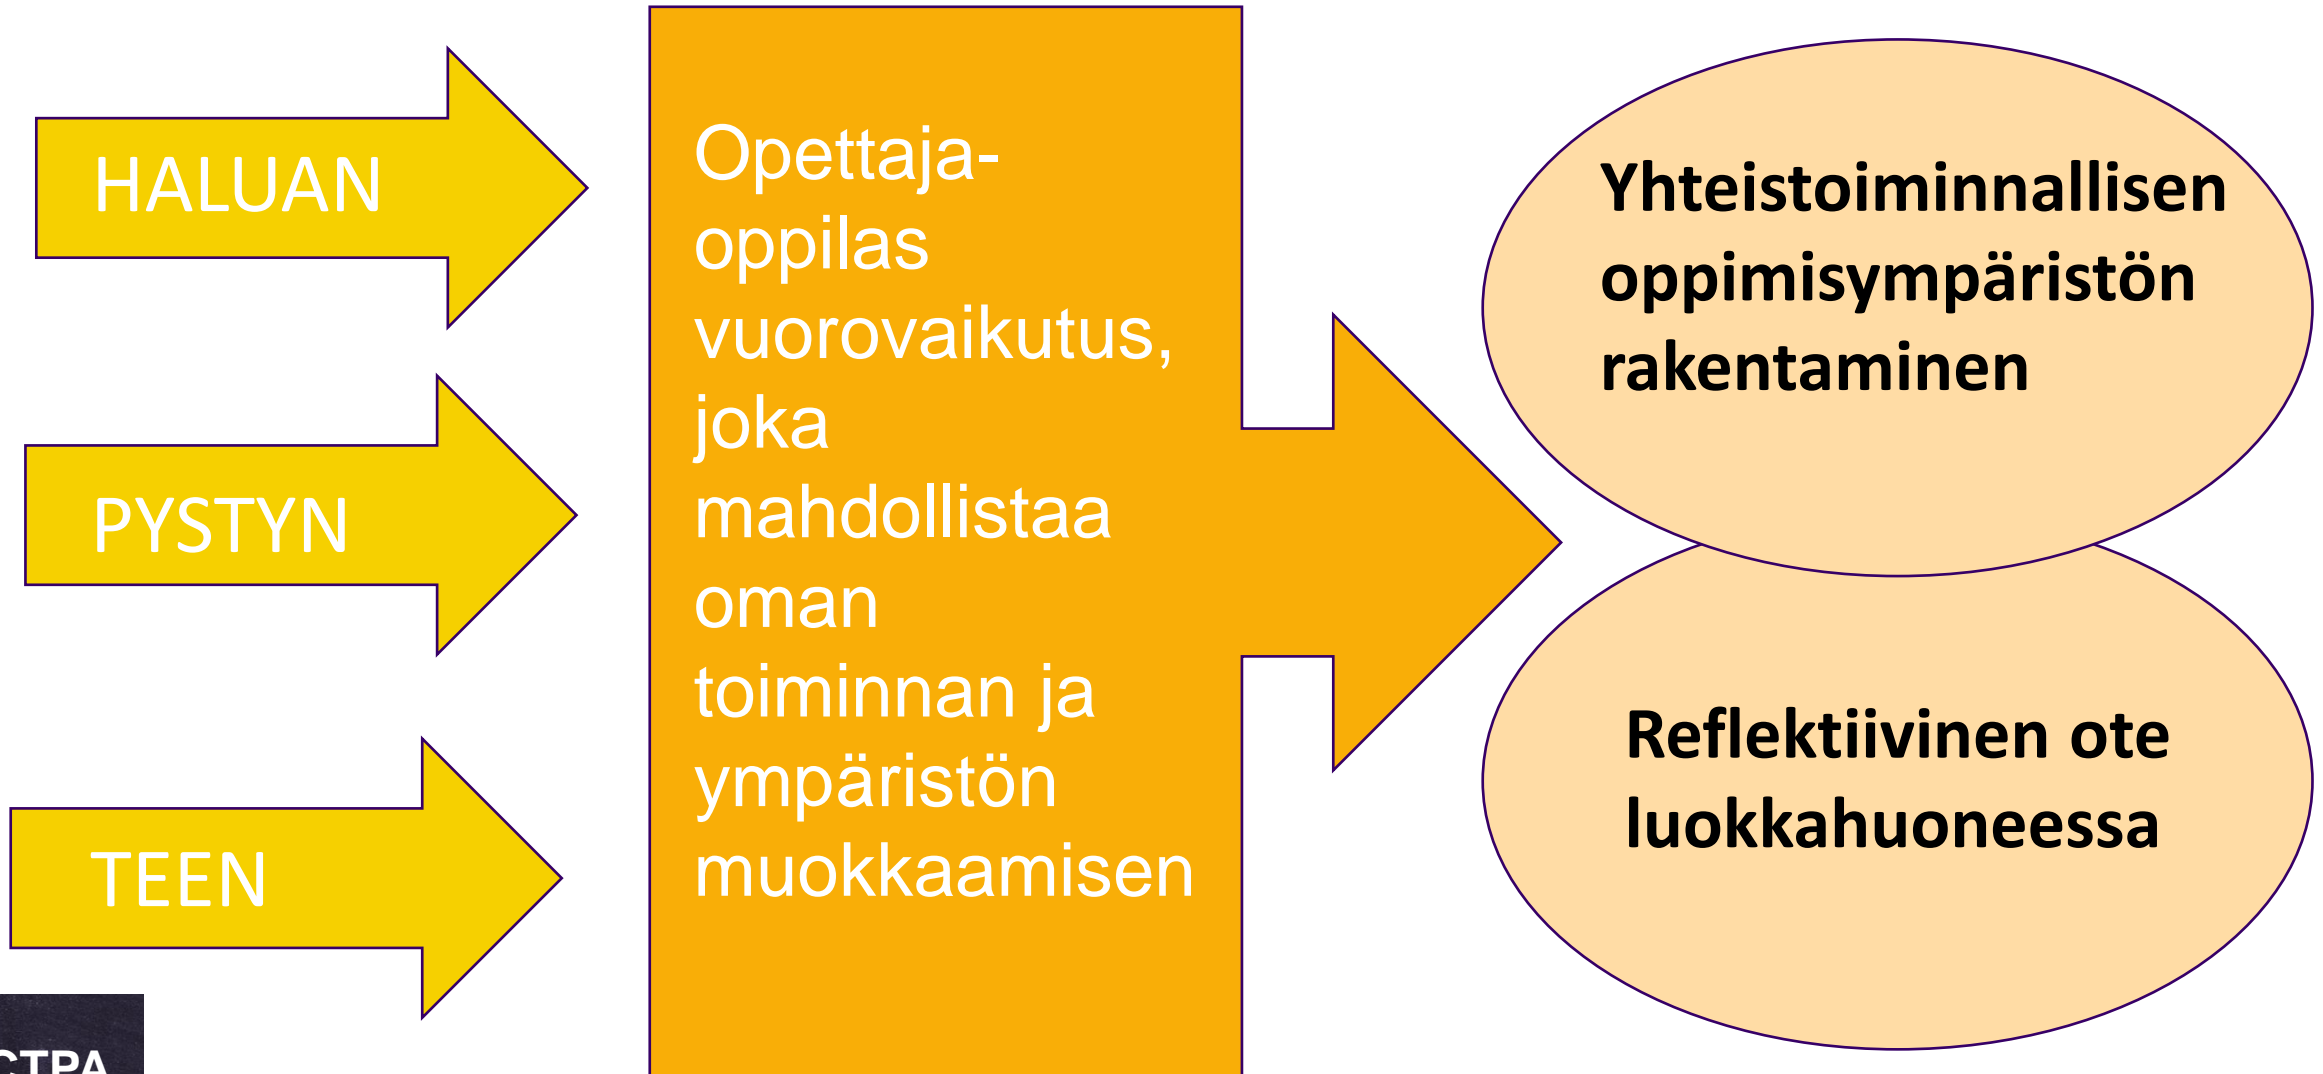 HALUAN
PYSTYN
TEEN
Opettaja-
oppilas
vuorovaikutus,
joka
mahdollistaa
oman
toiminnan ja
ympäristön
muokkaamisen
Yhteistoiminnallisen
oppimisympäristön
rakentaminen
Reflektiivinen ote
luokkahuoneessa